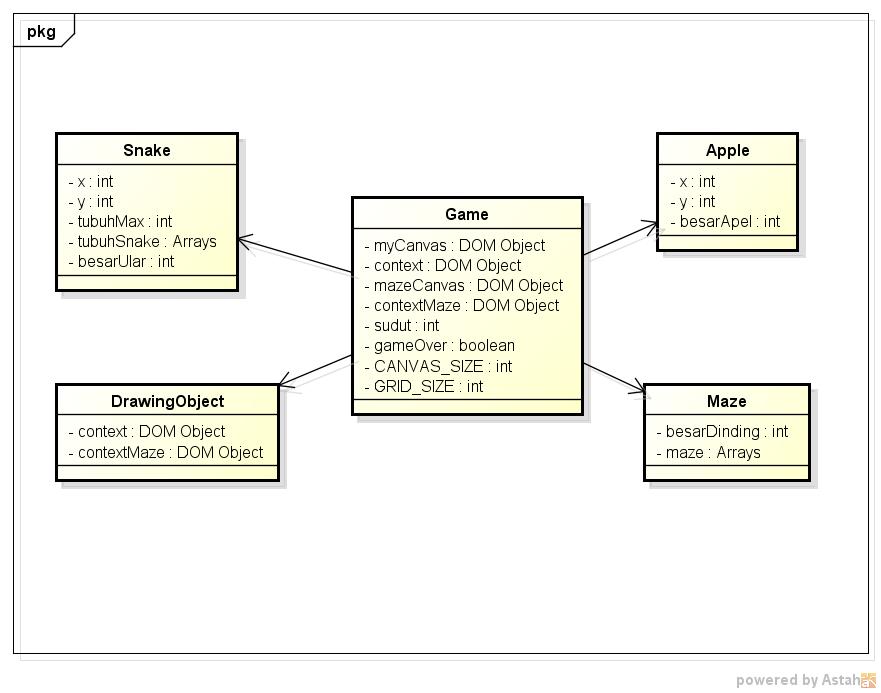 pkg
Snake
- x : int
- y : int
- tubuhMax : int
- tubuhSnake : Arrays
- besarUlar : int
Apple
- x : int
- y : int
- besarApel : int
Game
- myCanvas : DOM Object
- context : DOM Object
- mazeCanvas : DOM Object
- contextMaze : DOM Object
- sudut : int
- gameOver : boolean
- CANVAS_SIZE : int
- GRID_SIZE : int
DrawingObject
- context : DOM Object
- contextMaze : DOM Object
Maze
- besarDinding : int
- maze : Arrays
powered by Astah